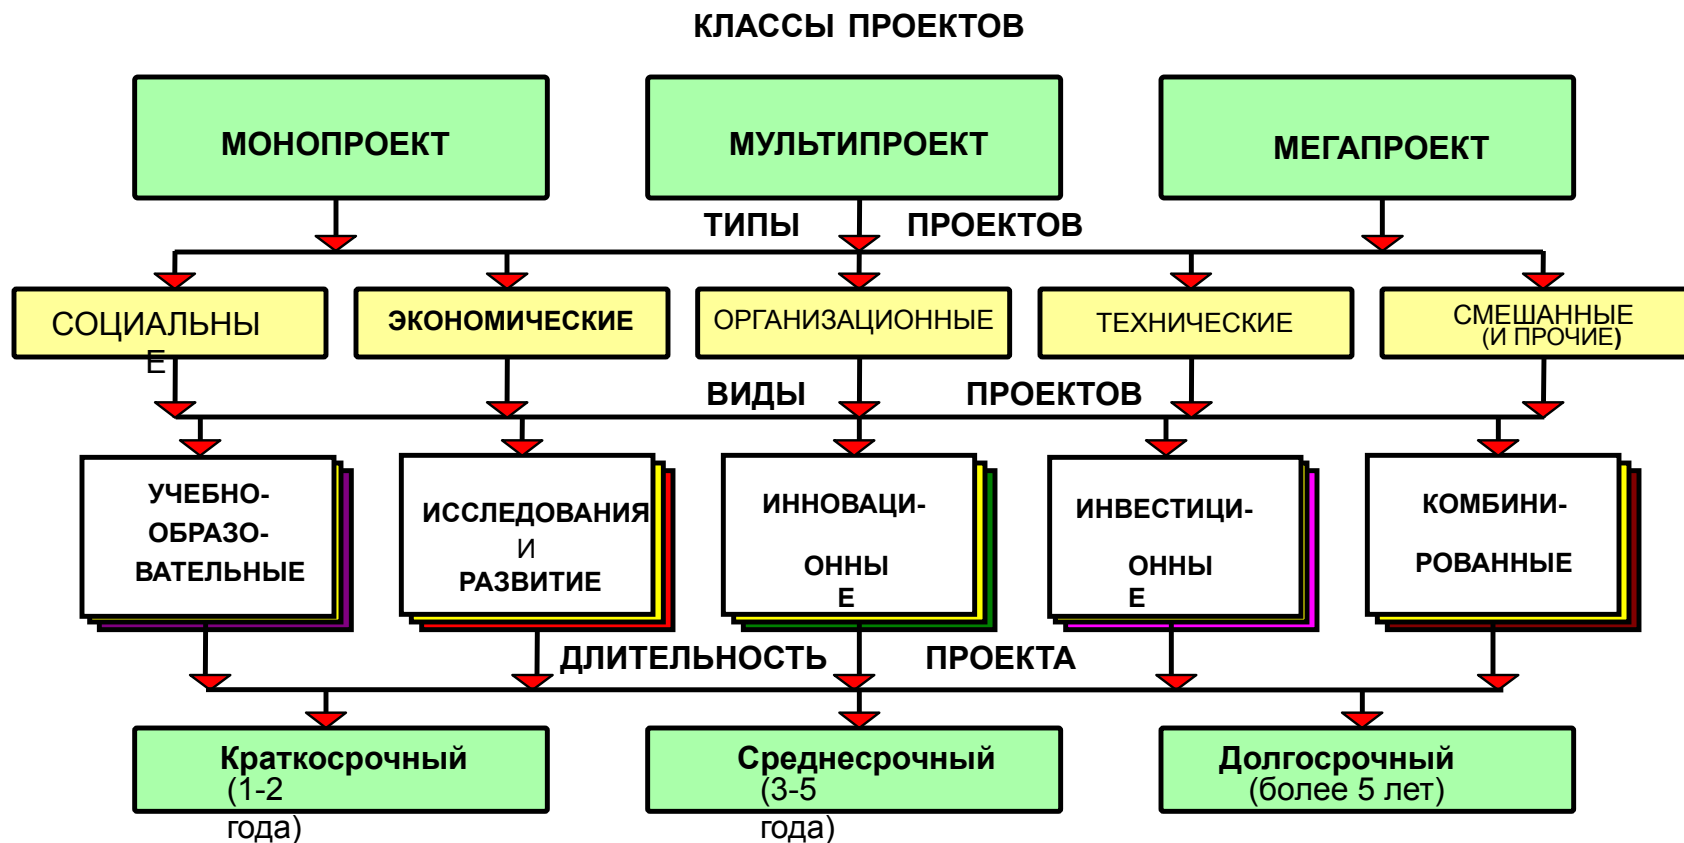 КЛАССЫ ПРОЕКТОВ
МОНОПРОЕКТ
МУЛЬТИПРОЕКТ
МЕГАПРОЕКТ
ТИПЫ ПРОЕКТОВ
СОЦИАЛЬНЫ
Е
ЭКОНОМИЧЕСКИЕ
ОРГАНИЗАЦИОННЫЕ
ТЕХНИЧЕСКИЕ
СМЕШАННЫЕ
(И ПРОЧИЕ)
ВИДЫ ПРОЕКТОВ
УЧЕБНО-
ОБРАЗО-
ВАТЕЛЬНЫЕ
ИССЛЕДОВАНИЯ
И
РАЗВИТИЕ
ИННОВАЦИ-
ОННЫ
Е
ИНВЕСТИЦИ-
ОННЫ
Е
КОМБИНИ-
РОВАННЫЕ
ДЛИТЕЛЬНОСТЬ ПРОЕКТА
Краткосрочный
(1-2
года)
Среднесрочный
(3-5
года)
Долгосрочный
(более 5 лет)